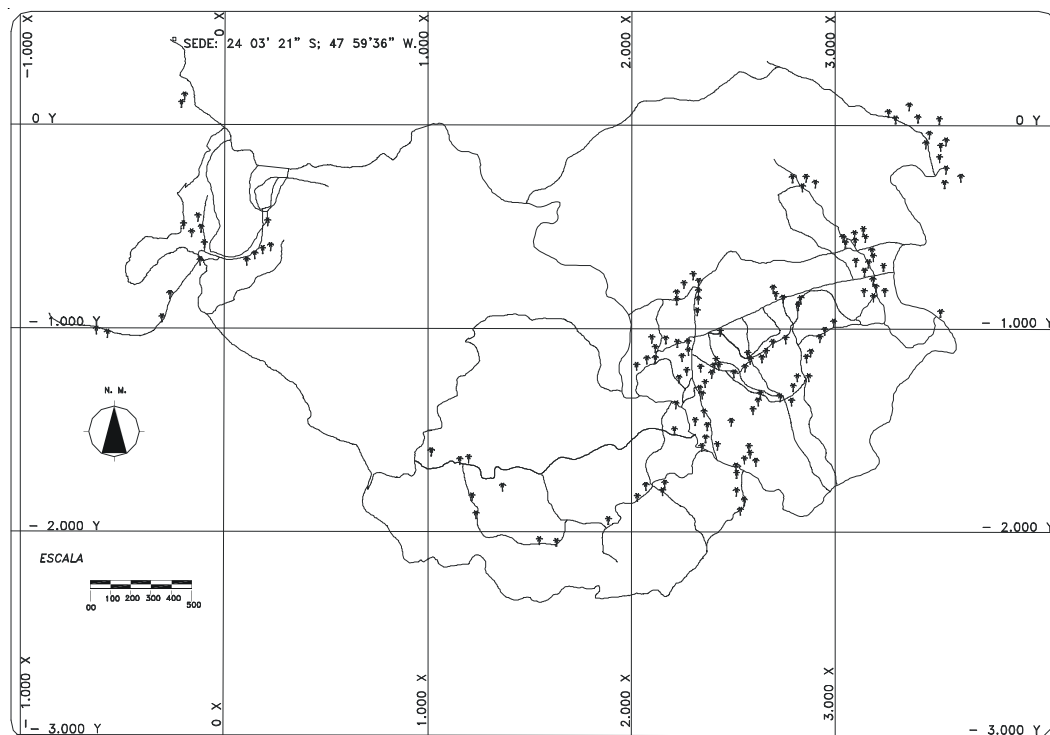 -1.000 X
0 X
1.000 X
2.000 X
3.000 X
SEDE: 24 03' 21" S; 47 59'36" W.
0 Y
0 Y
- 1.000 Y
- 1.000 Y
N. M.
- 2.000 Y
- 2.000 Y
ESCALA
00 100 200 300 400 500
- 1.000 X
0 X
1.000 X
2.000 X
3.000 X
- 3.000 Y
- 3.000 Y